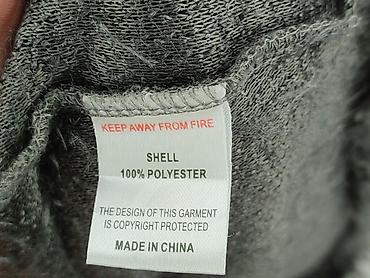 KEEP AWAY FROM FIRE
SHELL
100% POLYESTER
THE DESIGN OF THIS GARMENT
IS COPYRIGHT PROTECTED
MADE IN CHINA